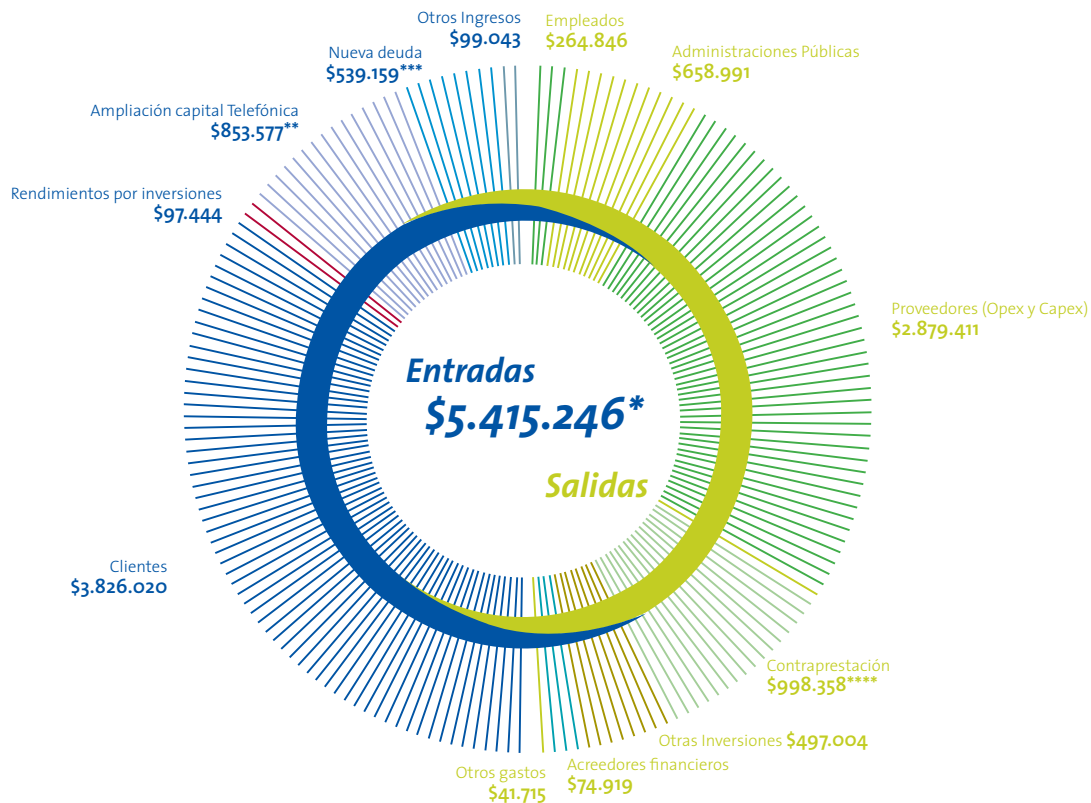 Otros Ingresos
$99.043
Nueva deuda
$539.159***
Ampliación capital Telefónica
$853.577**
Rendimientos por inversiones
$97.444
Clientes
$3.826.020
Empleados
$264.846
Administraciones Públicas
$658.991
Proveedores (Opex y Capex)
$2.879.411
Contraprestación
$998.358****
Otras Inversiones $497.004
Acreedores financieros
$74.919
Otros gastos
$41.715
Entradas
$5.415.246*
Salidas